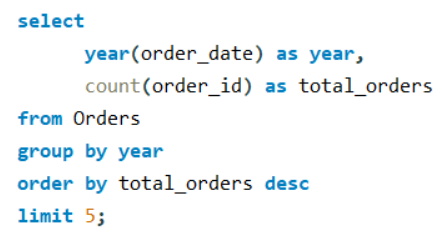 select
year(order_date) as year,
count(order_id) as total_orders
from Orders
group by year
order by total_orders desc
limit 5;